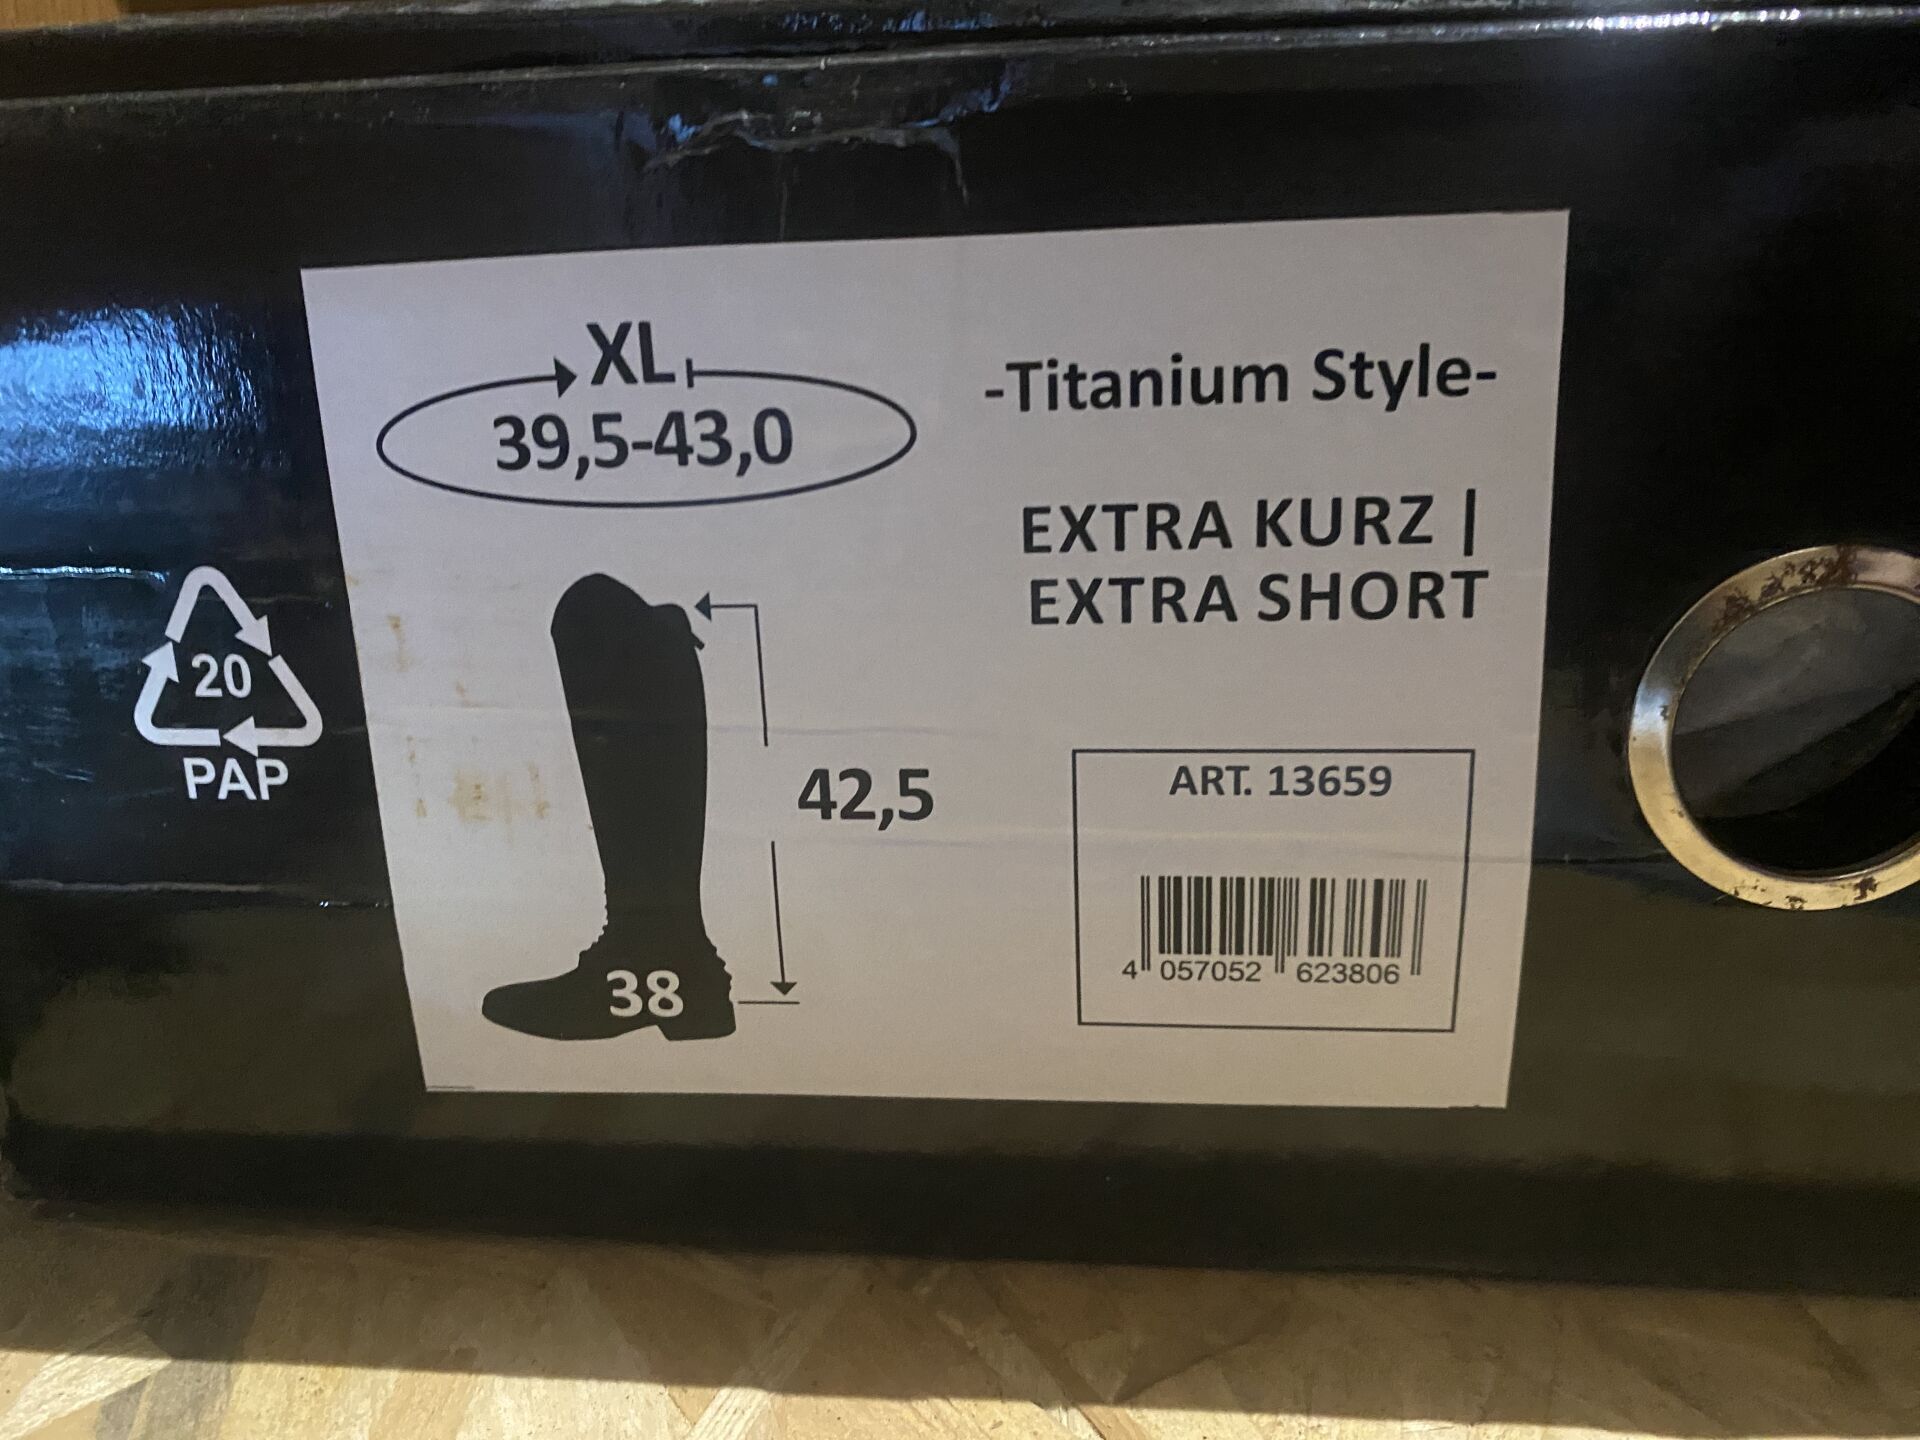 XL
39,5-43,0
-Titanium Style-
EXTRA KURZ |
EXTRA SHORT
20
PAP
42,5
38
ART. 13659
4 057052 623806